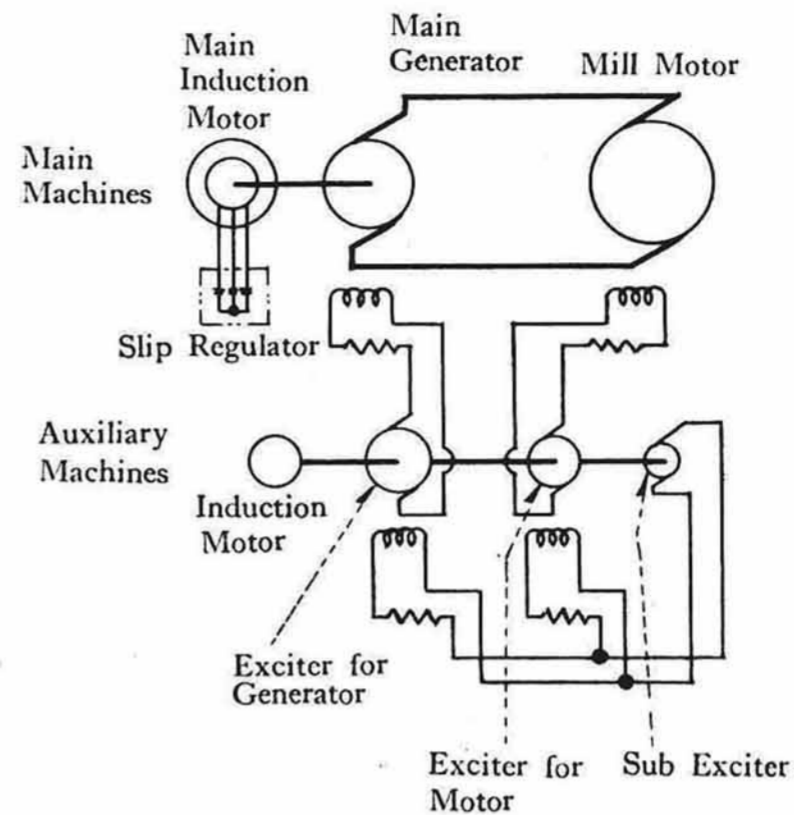 Main
Induction
Motor
Main
Generator
Mill Motor
Main
Machines
Slip Regulator
Auxiliary
Machines
Induction
Motor
Exciter for
Generator
Exciter for
Motor
Sub Exciter